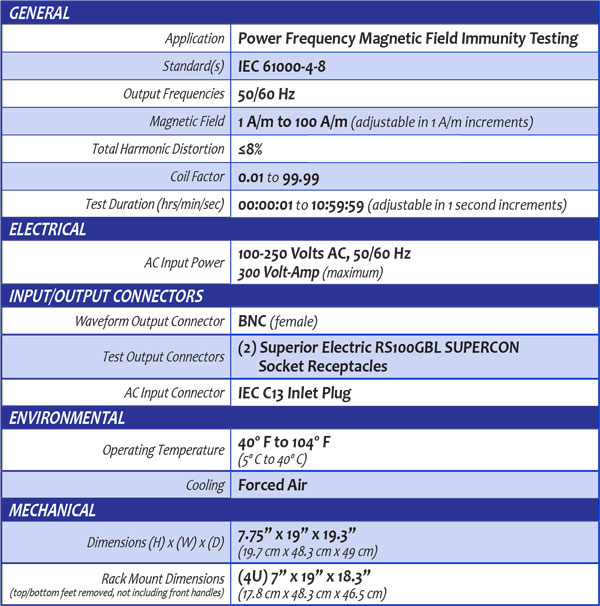 GENERAL
Application Power Frequency Magnetic Field Immunity Testing
Standard(s) IEC 61000-4-8
Output Frequencies 50/60 Hz
Magnetic Field 1 A/m to 100 A/m (adjustable in 1 A/m increments)
Total Harmonic Distortion ≤8%
Coil Factor 0.01 to 99.99
Test Duration (hrs/min/sec) 00:00:01 to 10:59:59 (adjustable in 1 second increments)
ELECTRICAL
AC Input Power 100-250 Volts AC, 50/60 Hz
300 Volt-Amp (maximum)
INPUT/OUTPUT CONNECTORS
Waveform Output Connector BNC (female)
Test Output Connectors (2) Superior Electric RS100GBL SUPERCON
Socket Receptacles
AC Input Connector IEC C13 Inlet Plug
ENVIRONMENTAL
Operating Temperature 40° F to 104° F
(5° C to 40° C)
Cooling Forced Air
MECHANICAL
Dimensions (H) x (W) x (D) 7.75” x 19” x 19.3”
(19.7 cm x 48.3 cm x 49 cm)
Rack Mount Dimensions (4U) 7” x 19” x 18.3”
(top/bottom feet removed, not including front handles) (17.8 cm x 48.3 cm x 46.5 cm)